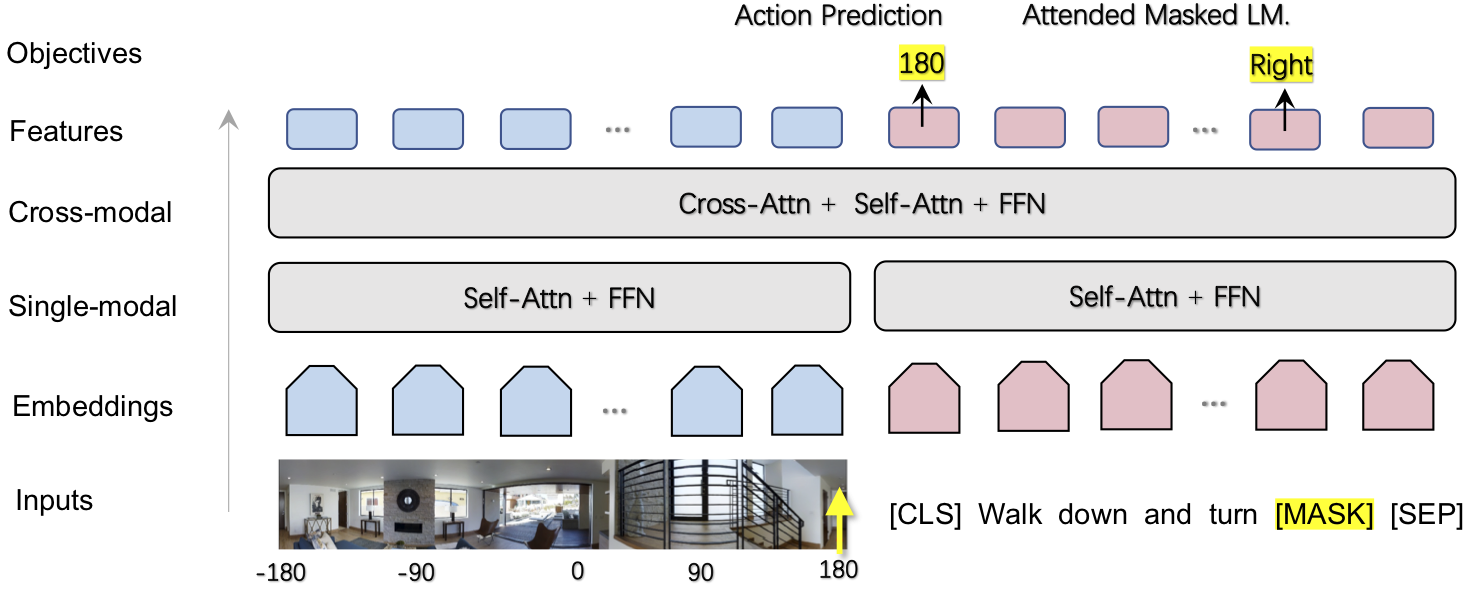 Action Prediction Attended Masked LM.
Objectives 180 Right
Features ... ...
Cross-modal Cross-Attn + Self-Attn + FFN
Single-modal Self-Attn + FFN Self-Attn + FFN
Embeddings ... ...
Inputs [CLS] Walk down and turn [MASK] [SEP]
-180 -90 0 90 180